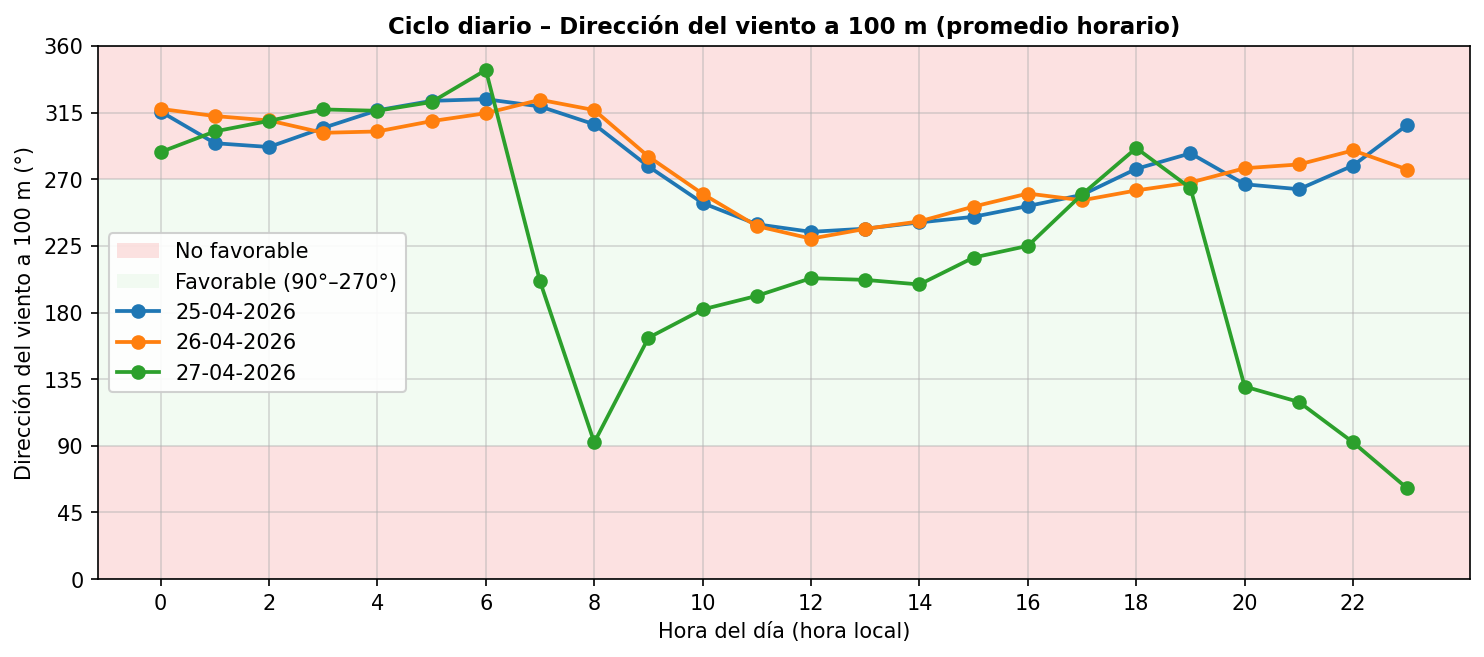 Ciclo diario – Dirección del viento a 100 m (promedio horario)
Dirección del viento a 100 m (°)
360
315
270
225
180
135
90
45
0
No favorable
Favorable (90°–270°)
25-04-2026
26-04-2026
27-04-2026
0 2 4 6 8 10 12 14 16 18 20 22
Hora del día (hora local)